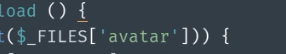 load () {
t($_FILES['avatar'])) {